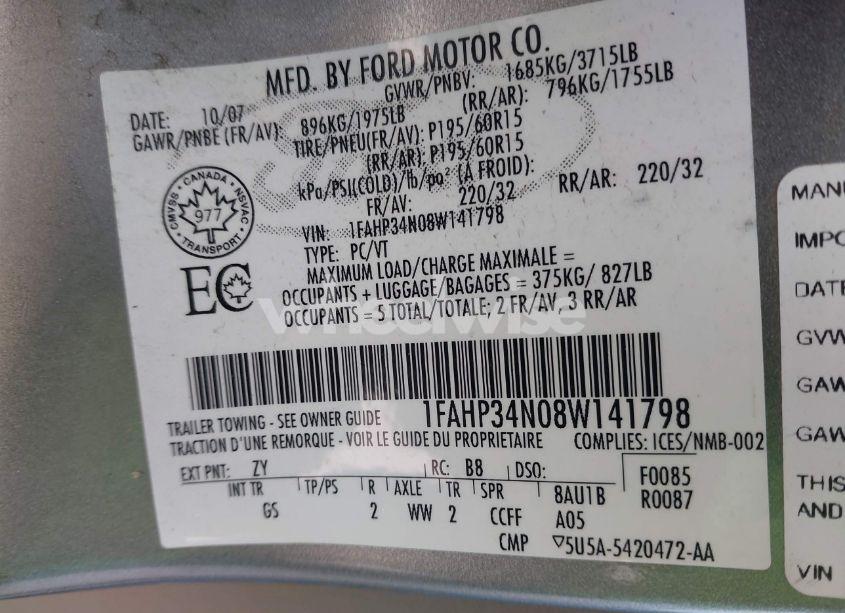 MFD. BY FORD MOTOR CO.
DATE: 10/07 GVWR/PNBV: 1685KG/3715LB
GAWR/PNBE (FR/AV): 896KG/1975LB (RR/AR): 796KG/1755LB
TIRE/PNEU(FR/AV): P195/60R15
(RR/AR): P195/60R15
kPa/PSI(COLD)/lb/po² (À FROID):
FR/AV: 220/32 RR/AR: 220/32
VIN: 1FAHP34N08W141798
TYPE: PC/VT
MAXIMUM LOAD/CHARGE MAXIMALE =
OCCUPANTS + LUGGAGE/BAGAGES = 375KG/ 827LB
OCCUPANTS = 5 TOTAL/TOTALE; 2 FR/AV, 3 RR/AR
CANADA
CMVSS 977 NSVAC
TRANSPORT
EC
wheelwise
1FAHP34N08W141798
TRAILER TOWING - SEE OWNER GUIDE
TRACTION D'UNE REMORQUE - VOIR LE GUIDE DU PROPRIETAIRE COMPLIES: ICES/NMB-002
EXT PNT: ZY RC: B8 DSO: F0085
INT TR TP/PS R AXLE TR SPR 8AU1B R0087
GS 2 WW 2 CCFF A05
CMP 5U5A-5420472-AA
MANU
IMPO
DATE
GVW
GAW
GAW
THIS
AND
VIN